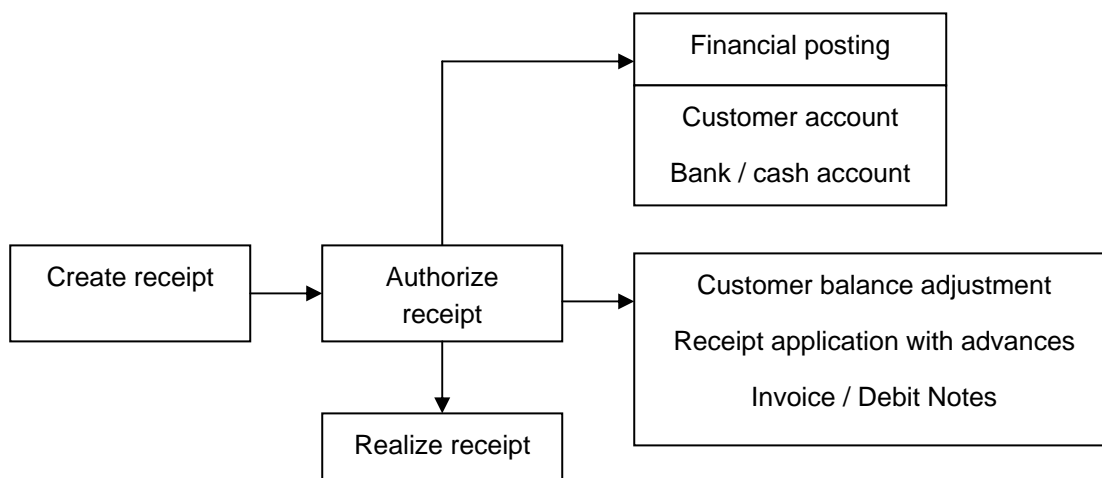 Financial posting
Customer account
Bank / cash account
Create receipt
Authorize
receipt
Customer balance adjustment
Receipt application with advances
Invoice / Debit Notes
Realize receipt